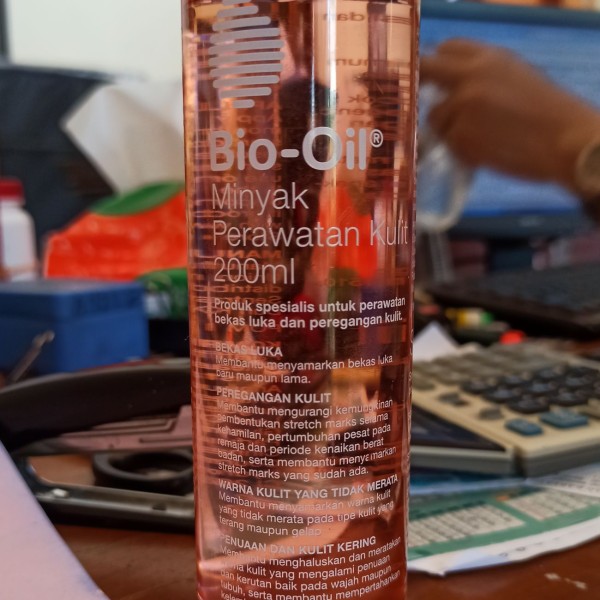 Bio-Oil®
Minyak
Perawatan Kulit
200ml
Produk spesialis untuk perawatan
bekas luka dan peregangan kulit.
BEKAS LUKA
Membantu menyamarkan bekas luka
baru maupun lama.
PEREGANGAN KULIT
Membantu mengurangi kemungkinan
pembentukan stretch marks selama
kehamilan, pertumbuhan pesat pada
remaja dan periode kenaikan berat
badan, serta membantu menyamarkan
stretch marks yang sudah ada.
WARNA KULIT YANG TIDAK MERATA
Membantu menyamarkan warna kulit
yang tidak merata pada tipe kulit yang
terang maupun gelap.
PENUAAN DAN KULIT KERING
Membantu menghaluskan dan meratakan
warna kulit yang mengalami penuaan
dan kerutan baik pada wajah maupun
tubuh, serta membantu mempertahankan